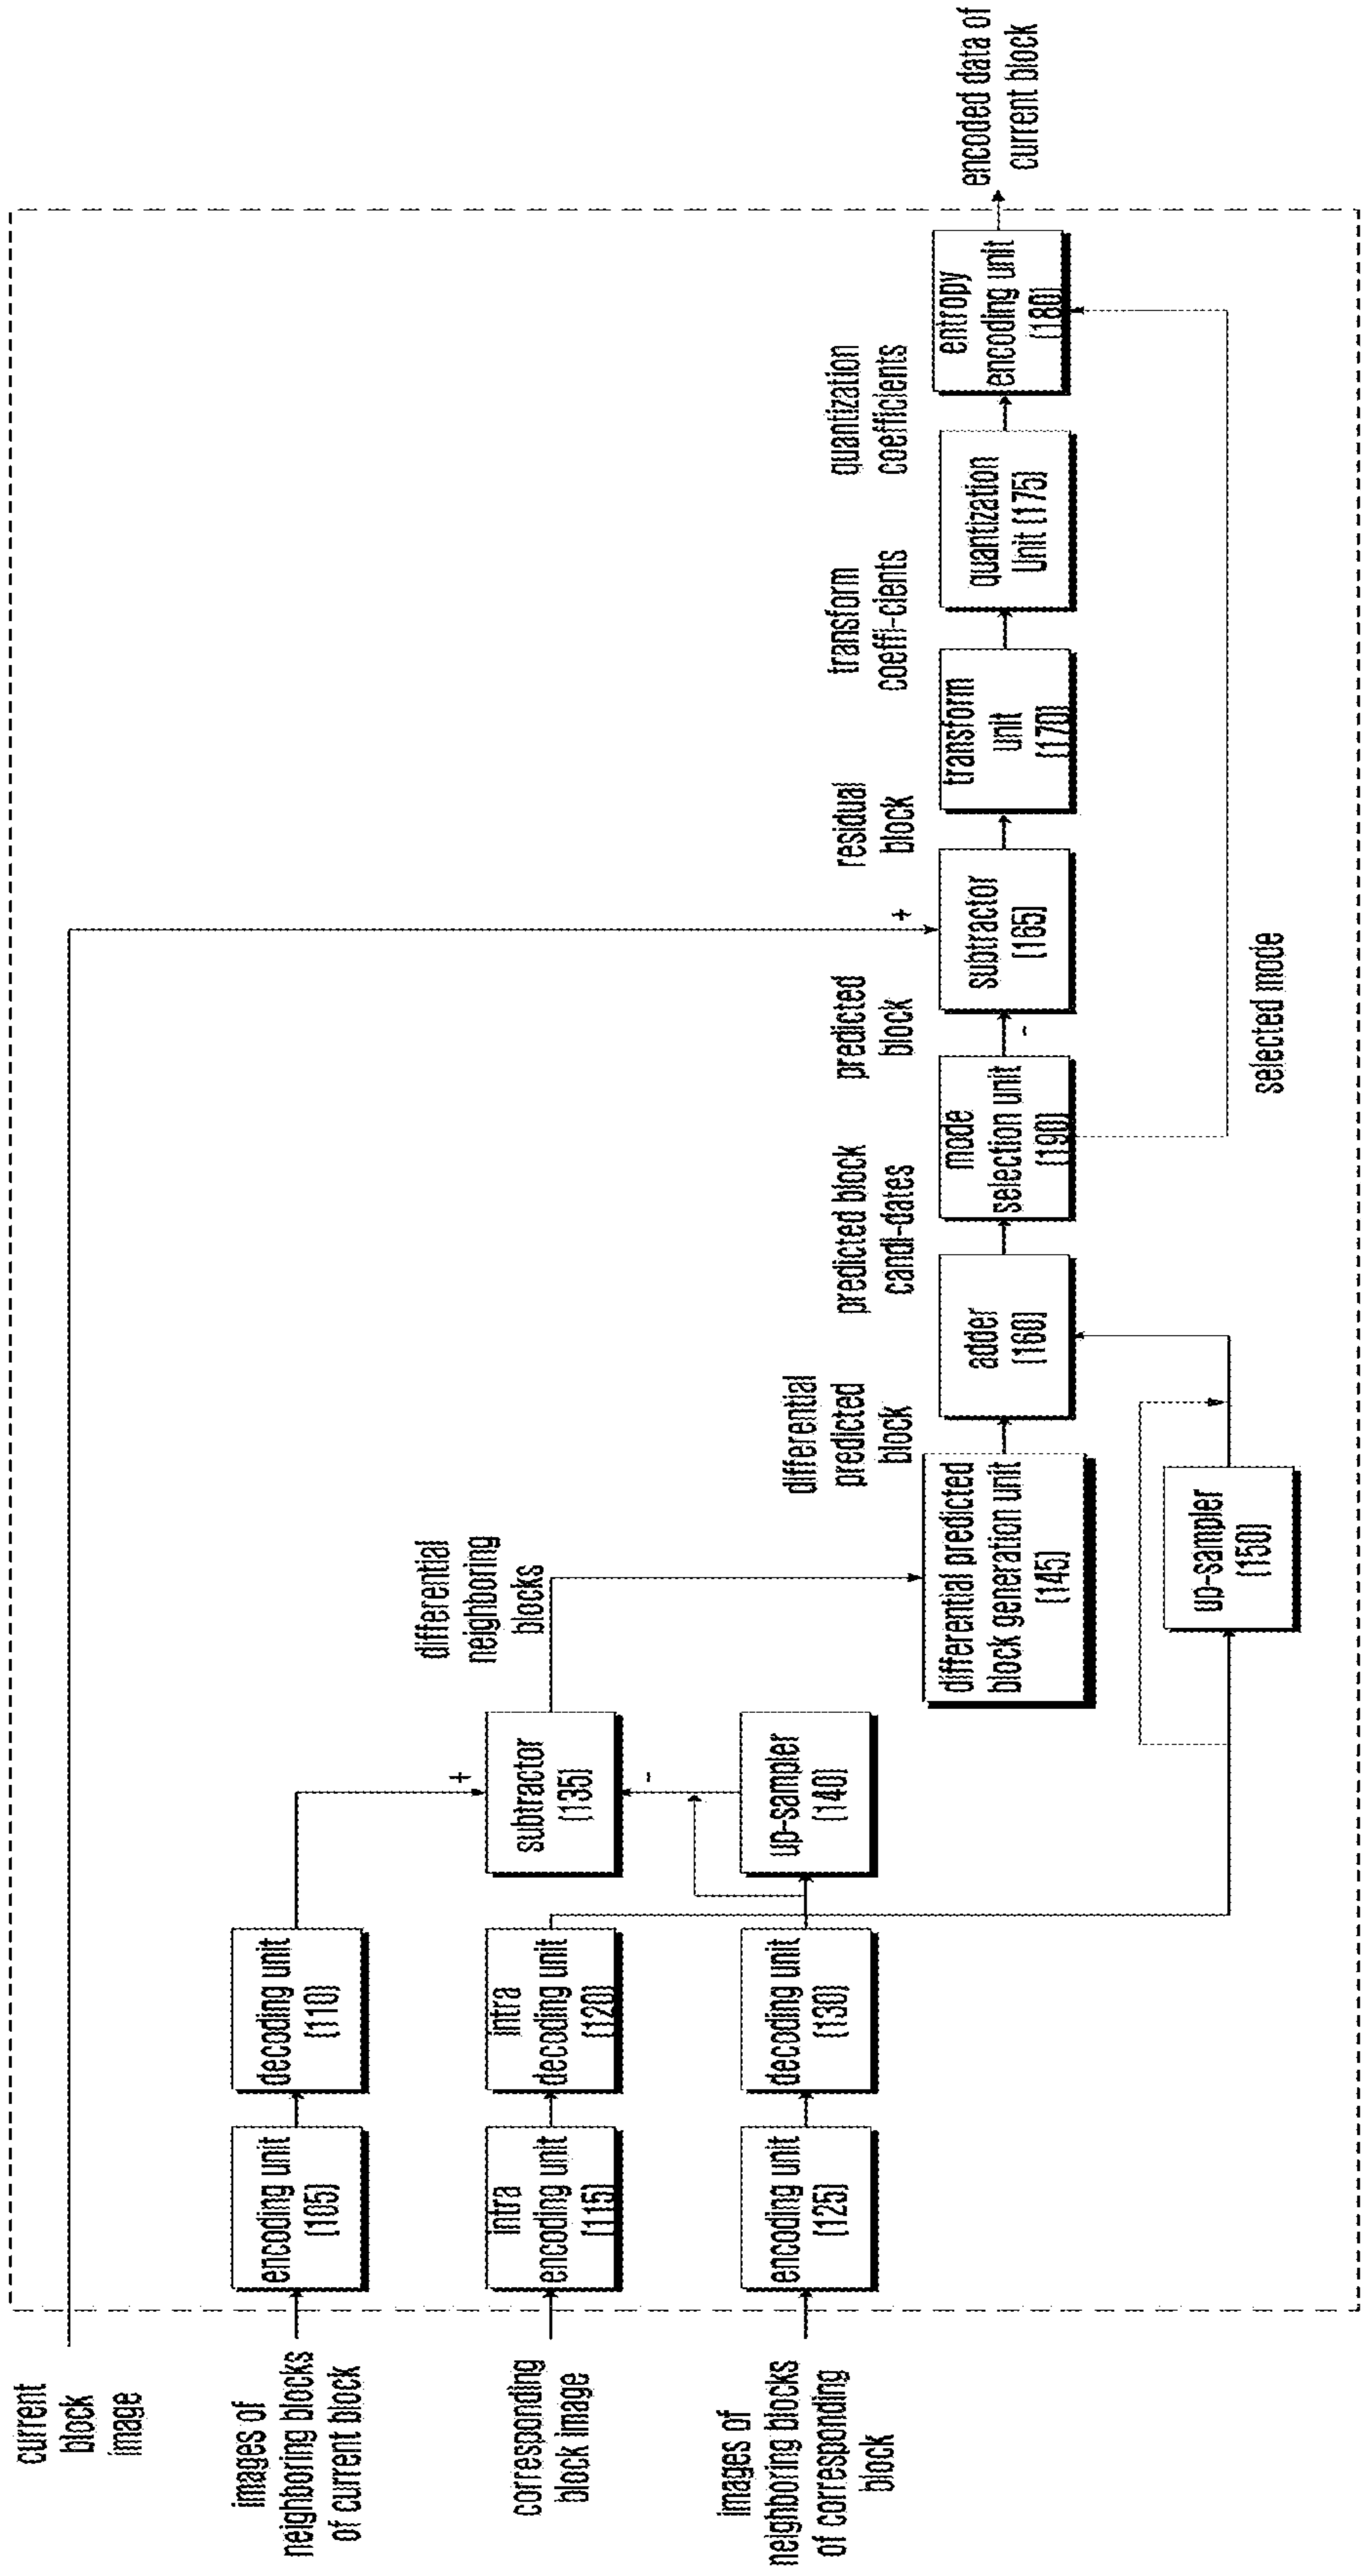 current
block
image
images of
neighboring blocks
of current block
corresponding
block image
images of
neighboring blocks
of corresponding
block
encoding unit
(105)
decoding unit
(110)
intra
encoding unit
(115)
intra
decoding unit
(120)
encoding unit
(125)
decoding unit
(130)
+
subtractor
(135)
-
up-sampler
(140)
differential
neighboring
blocks
differential predicted
block generation unit
(145)
up-sampler
(150)
differential
predicted
block
adder
(160)
predicted block
candi-dates
mode
selection unit
(190)
predicted
block
+
-
subtractor
(165)
residual
block
transform
unit
(170)
transform
coeffi-cients
quantization
Unit (175)
quantization
coefficients
entropy
encoding unit
(180)
selected mode
encoded data of
current block